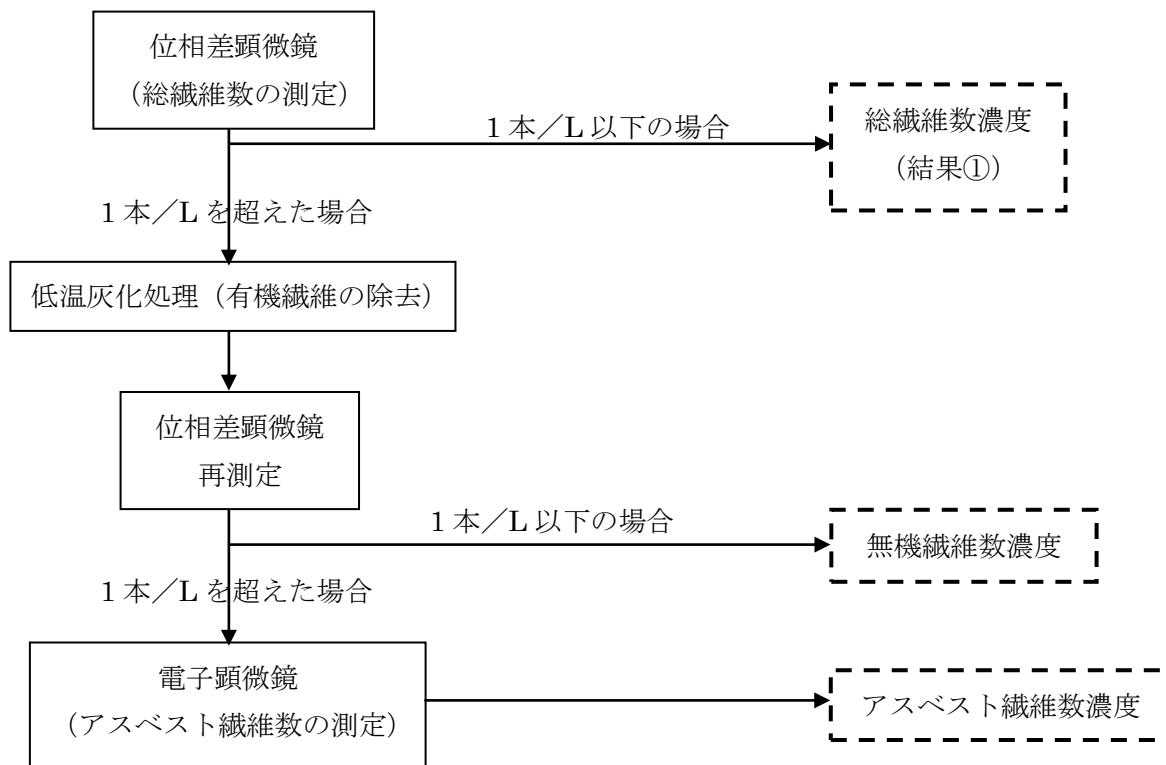 位相差顕微鏡
（総繊維数の測定）
１本／L 以下の場合
総繊維数濃度
（結果①）
１本／L を超えた場合
低温灰化処理（有機繊維の除去）
位相差顕微鏡
再測定
１本／L 以下の場合
無機繊維数濃度
１本／L を超えた場合
電子顕微鏡
（アスベスト繊維数の測定）
アスベスト繊維数濃度